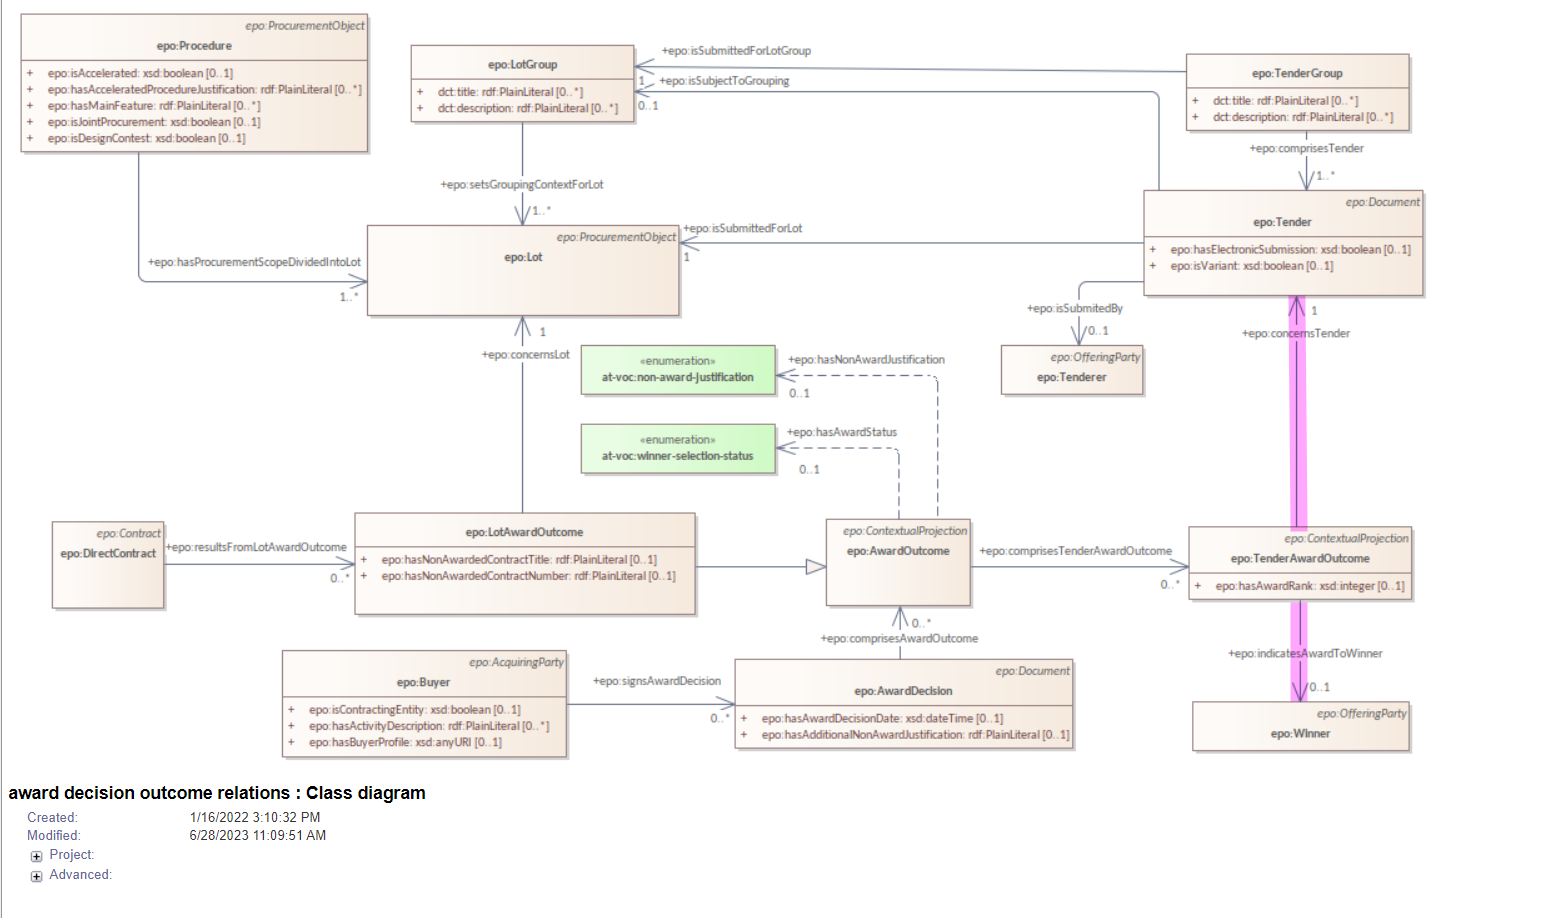 epo:ProcurementObject
epo:Procedure
+ epo:isAccelerated: xsd:boolean [0..1]
+ epo:hasAcceleratedProcedureJustification: rdf:PlainLiteral [0..*]
+ epo:hasMainFeature: rdf:PlainLiteral [0..*]
+ epo:isJointProcurement: xsd:boolean [0..1]
+ epo:isDesignContest: xsd:boolean [0..1]
epo:LotGroup
+ dct:title: rdf:PlainLiteral [0..*]
+ dct:description: rdf:PlainLiteral [0..*]
+epo:isSubmittedForLotGroup
1
+epo:isSubjectToGrouping
0..1
epo:TenderGroup
+ dct:title: rdf:PlainLiteral [0..*]
+ dct:description: rdf:PlainLiteral [0..*]
+epo:comprisesTender
1..*
+epo:setsGroupingContextForLot
1..*
epo:Document
epo:Tender
+ epo:hasElectronicSubmission: xsd:boolean [0..1]
+ epo:isVariant: xsd:boolean [0..1]
epo:ProcurementObject
epo:Lot
+epo:isSubmittedForLot
1
+epo:hasProcurementScopeDividedIntoLot
1..*
+epo:isSubmitedBy
0..1
1
+epo:concernsTender
1
+epo:concernsLot
epo:OfferingParty
epo:Tenderer
«enumeration»
at-voc:non-award-justification
+epo:hasNonAwardJustification
0..1
«enumeration»
at-voc:winner-selection-status
+epo:hasAwardStatus
0..1
epo:Contract
epo:DirectContract
+epo:resultsFromLotAwardOutcome
0..*
epo:LotAwardOutcome
+ epo:hasNonAwardedContractTitle: rdf:PlainLiteral [0..1]
+ epo:hasNonAwardedContractNumber: rdf:PlainLiteral [0..1]
epo:ContextualProjection
epo:AwardOutcome
+epo:comprisesTenderAwardOutcome
0..*
epo:ContextualProjection
epo:TenderAwardOutcome
+ epo:hasAwardRank: xsd:integer [0..1]
0..*
+epo:comprisesAwardOutcome
+epo:indicatesAwardToWinner
0..1
epo:AcquiringParty
epo:Buyer
+ epo:isContractingEntity: xsd:boolean [0..1]
+ epo:hasActivityDescription: rdf:PlainLiteral [0..*]
+ epo:hasBuyerProfile: xsd:anyURI [0..1]
+epo:signsAwardDecision
0..*
epo:Document
epo:AwardDecision
+ epo:hasAwardDecisionDate: xsd:dateTime [0..1]
+ epo:hasAdditionalNonAwardJustification: rdf:PlainLiteral [0..1]
epo:OfferingParty
epo:Winner
award decision outcome relations : Class diagram
Created: 1/16/2022 3:10:32 PM
Modified: 6/28/2023 11:09:51 AM
Project:
Advanced: